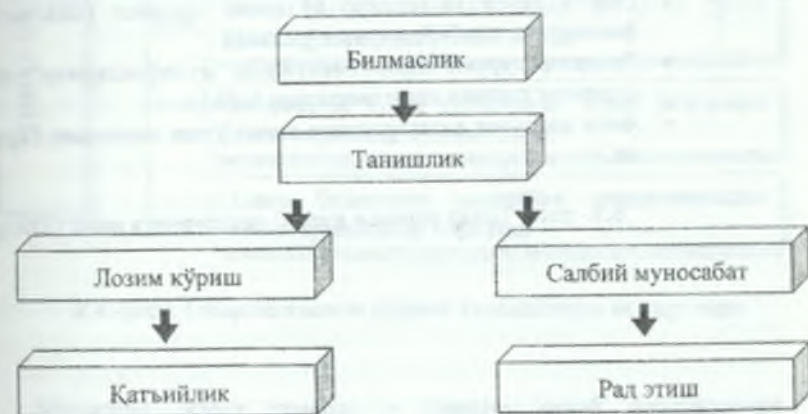 Билмаслик
Танишлик
Лозим кўриш
Салбий муносабат
Қатъийлик
Рад этиш